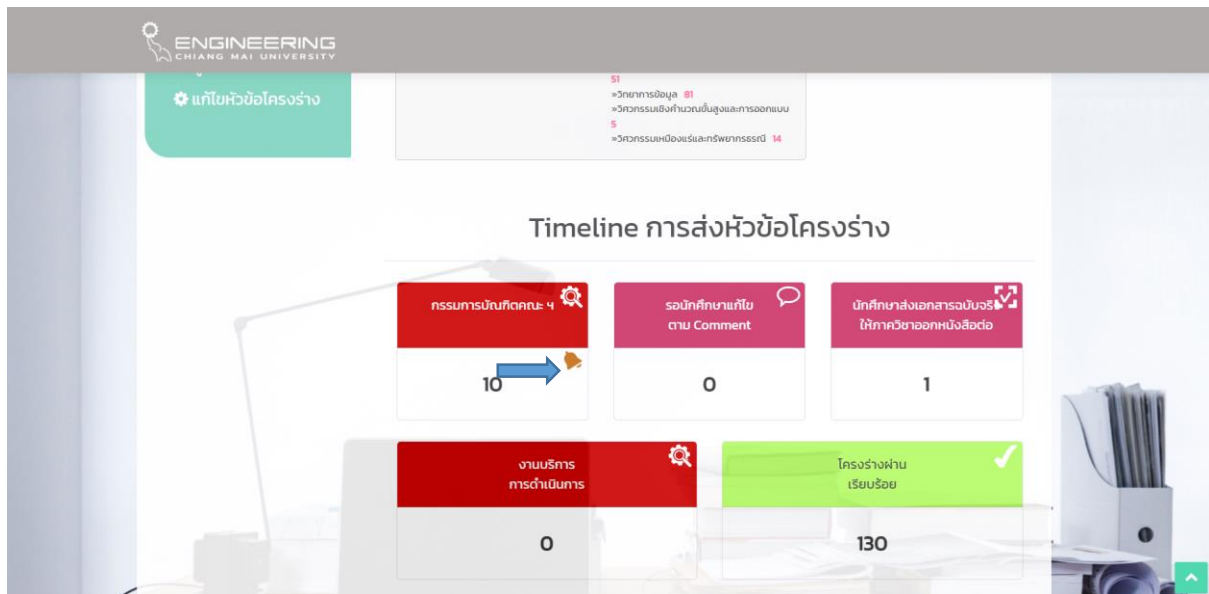 ENGINEERING
CHIANG MAI UNIVERSITY
แก้ไขหัวข้อโครงร่าง
51
»วิทยาการข้อมูล 81
»วิศวกรรมเชิงคำนวณขั้นสูงและการออกแบบ
5
»วิศวกรรมเหมืองแร่และทรัพยากรธรณี 14
Timeline การส่งหัวข้อโครงร่าง
กรรมการบัณฑิตคณะ ฯ
10
รอนักศึกษาแก้ไข
ตาม Comment
0
นักศึกษาส่งเอกสารฉบับจริง
ให้ภาควิชาออกหนังสือต่อ
1
งานบริการ
การดำเนินการ
0
โครงร่างผ่าน
เรียบร้อย
130